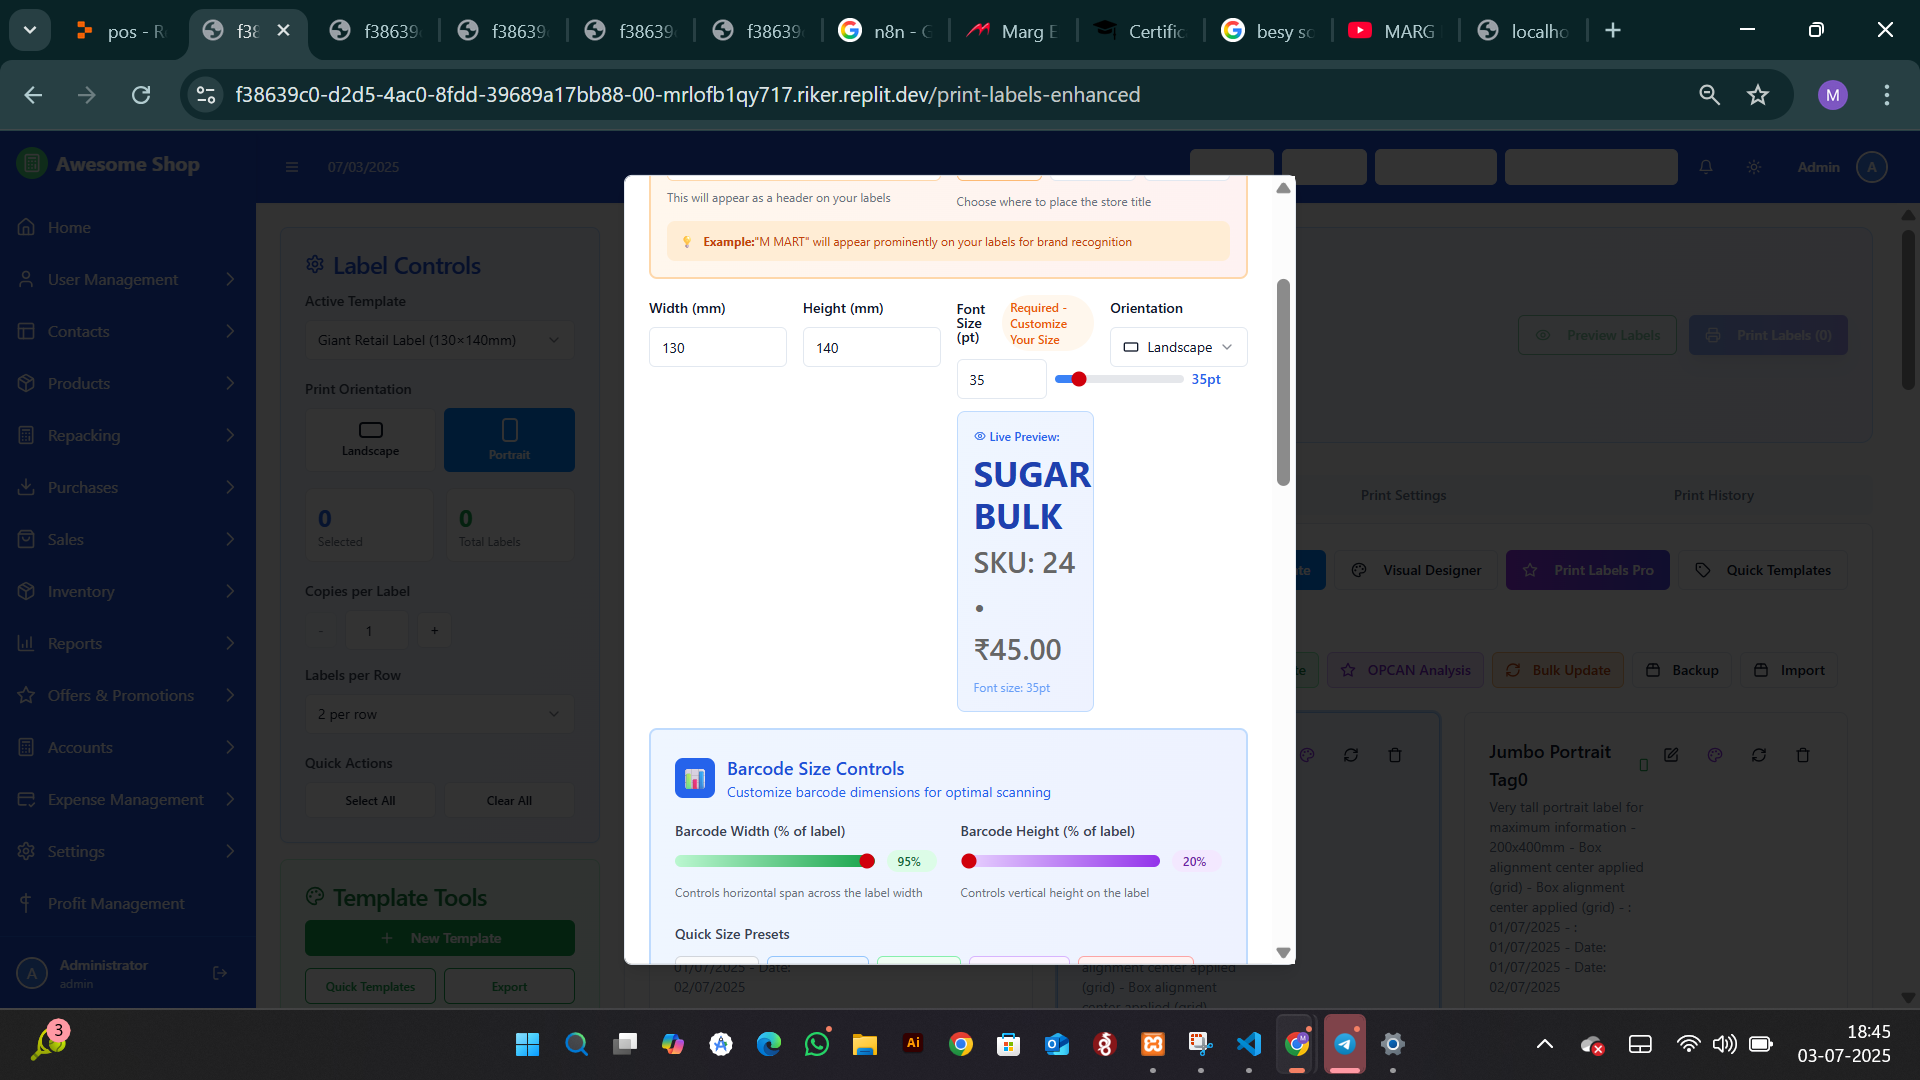 pos - Re
f38
f38639
f38639
f38639
f38639
n8n - G
Marg E
Certific
besy so
MARG
localho
f38639c0-d2d5-4ac0-8fdd-39689a17bb88-00-mrlofb1qy717.riker.replit.dev/print-labels-enhanced
M
Awesome Shop
07/03/2025
Admin
A
Home
User Management
Contacts
Products
Repacking
Purchases
Sales
Inventory
Reports
Offers & Promotions
Accounts
Expense Management
Settings
Profit Management
A
Administrator
admin
Label Controls
Active Template
Giant Retail Label (130×140mm)
Print Orientation
Landscape
Portrait
0
Selected
0
Total Labels
Copies per Label
-
1
+
Labels per Row
2 per row
Quick Actions
Select All
Clear All
Template Tools
+ New Template
Quick Templates
Export
This will appear as a header on your labels
Choose where to place the store title
Example:"M MART" will appear prominently on your labels for brand recognition
Width (mm)
130
Height (mm)
140
Font Size (pt)
Required - Customize Your Size
35
35pt
Orientation
Landscape
Live Preview:
SUGAR
BULK
SKU: 24
•
₹45.00
Font size: 35pt
Barcode Size Controls
Customize barcode dimensions for optimal scanning
Barcode Width (% of label)
95%
Controls horizontal span across the label width
Barcode Height (% of label)
20%
Controls vertical height on the label
Quick Size Presets
Preview Labels
Print Labels (0)
Print Settings
Print History
ate
Visual Designer
Print Labels Pro
Quick Templates
te
OPCAN Analysis
Bulk Update
Backup
Import
Jumbo Portrait
Tag0
Very tall portrait label for
maximum information -
200x400mm - Box
alignment center applied
(grid) - Box alignment
center applied (grid) - :
01/07/2025 - :
01/07/2025 - Date:
01/07/2025 - Date:
02/07/2025
01/07/2025 - Date:
02/07/2025
alignment center applied
(grid) - Box alignment
center applied (grid)
3
Ai
18:45
03-07-2025